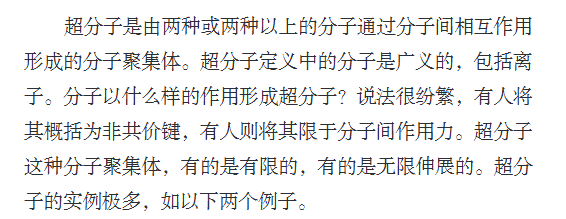 超分子是由两种或两种以上的分子通过分子间相互作用
形成的分子聚集体。超分子定义中的分子是广义的，包括离
子。分子以什么样的作用形成超分子？说法很纷繁，有人将
其概括为非共价键，有人则将其限于分子间作用力。超分子
这种分子聚集体，有的是有限的，有的是无限伸展的。超分
子的实例极多，如以下两个例子。